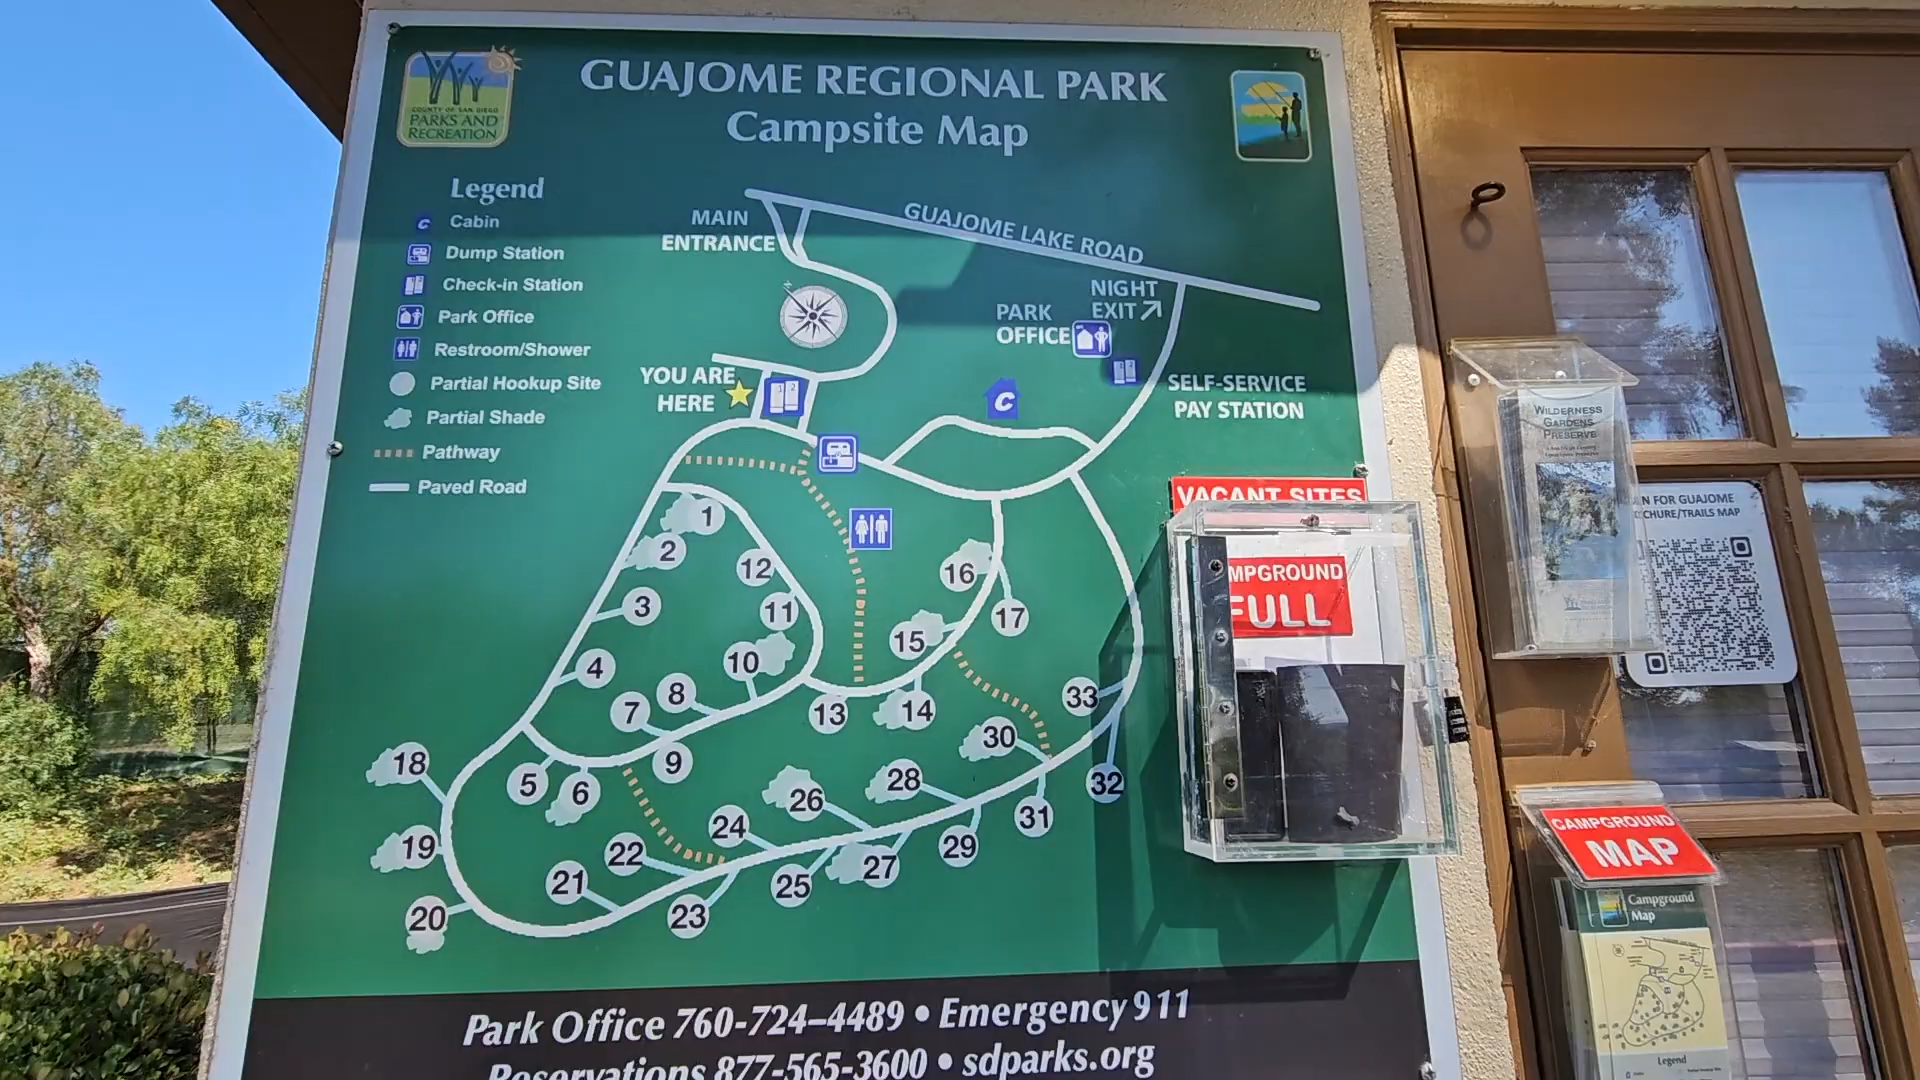 COUNTY OF SAN DIEGO
PARKS AND
RECREATION
GUAJOME REGIONAL PARK
Campsite Map
Legend
Cabin
Dump Station
Check-in Station
Park Office
Restroom/Shower
Partial Hookup Site
Partial Shade
Pathway
Paved Road
MAIN
ENTRANCE
GUAJOME LAKE ROAD
NIGHT
EXIT
PARK
OFFICE
YOU ARE
HERE
C
SELF-SERVICE
PAY STATION
1
2
3
4
5
6
7
8
9
10
11
12
13
14
15
16
17
18
19
20
21
22
23
24
25
26
27
28
29
30
31
32
33
Park Office 760-724-4489 • Emergency 911
Reservations 877-565-3600 • sdparks.org
VACANT SITES
MPGROUND
FULL
WILDERNESS
GARDENS
PRESERVE
N FOR GUAJOME
CHURE/TRAILS MAP
CAMPGROUND
MAP
Campground
Map
Legend